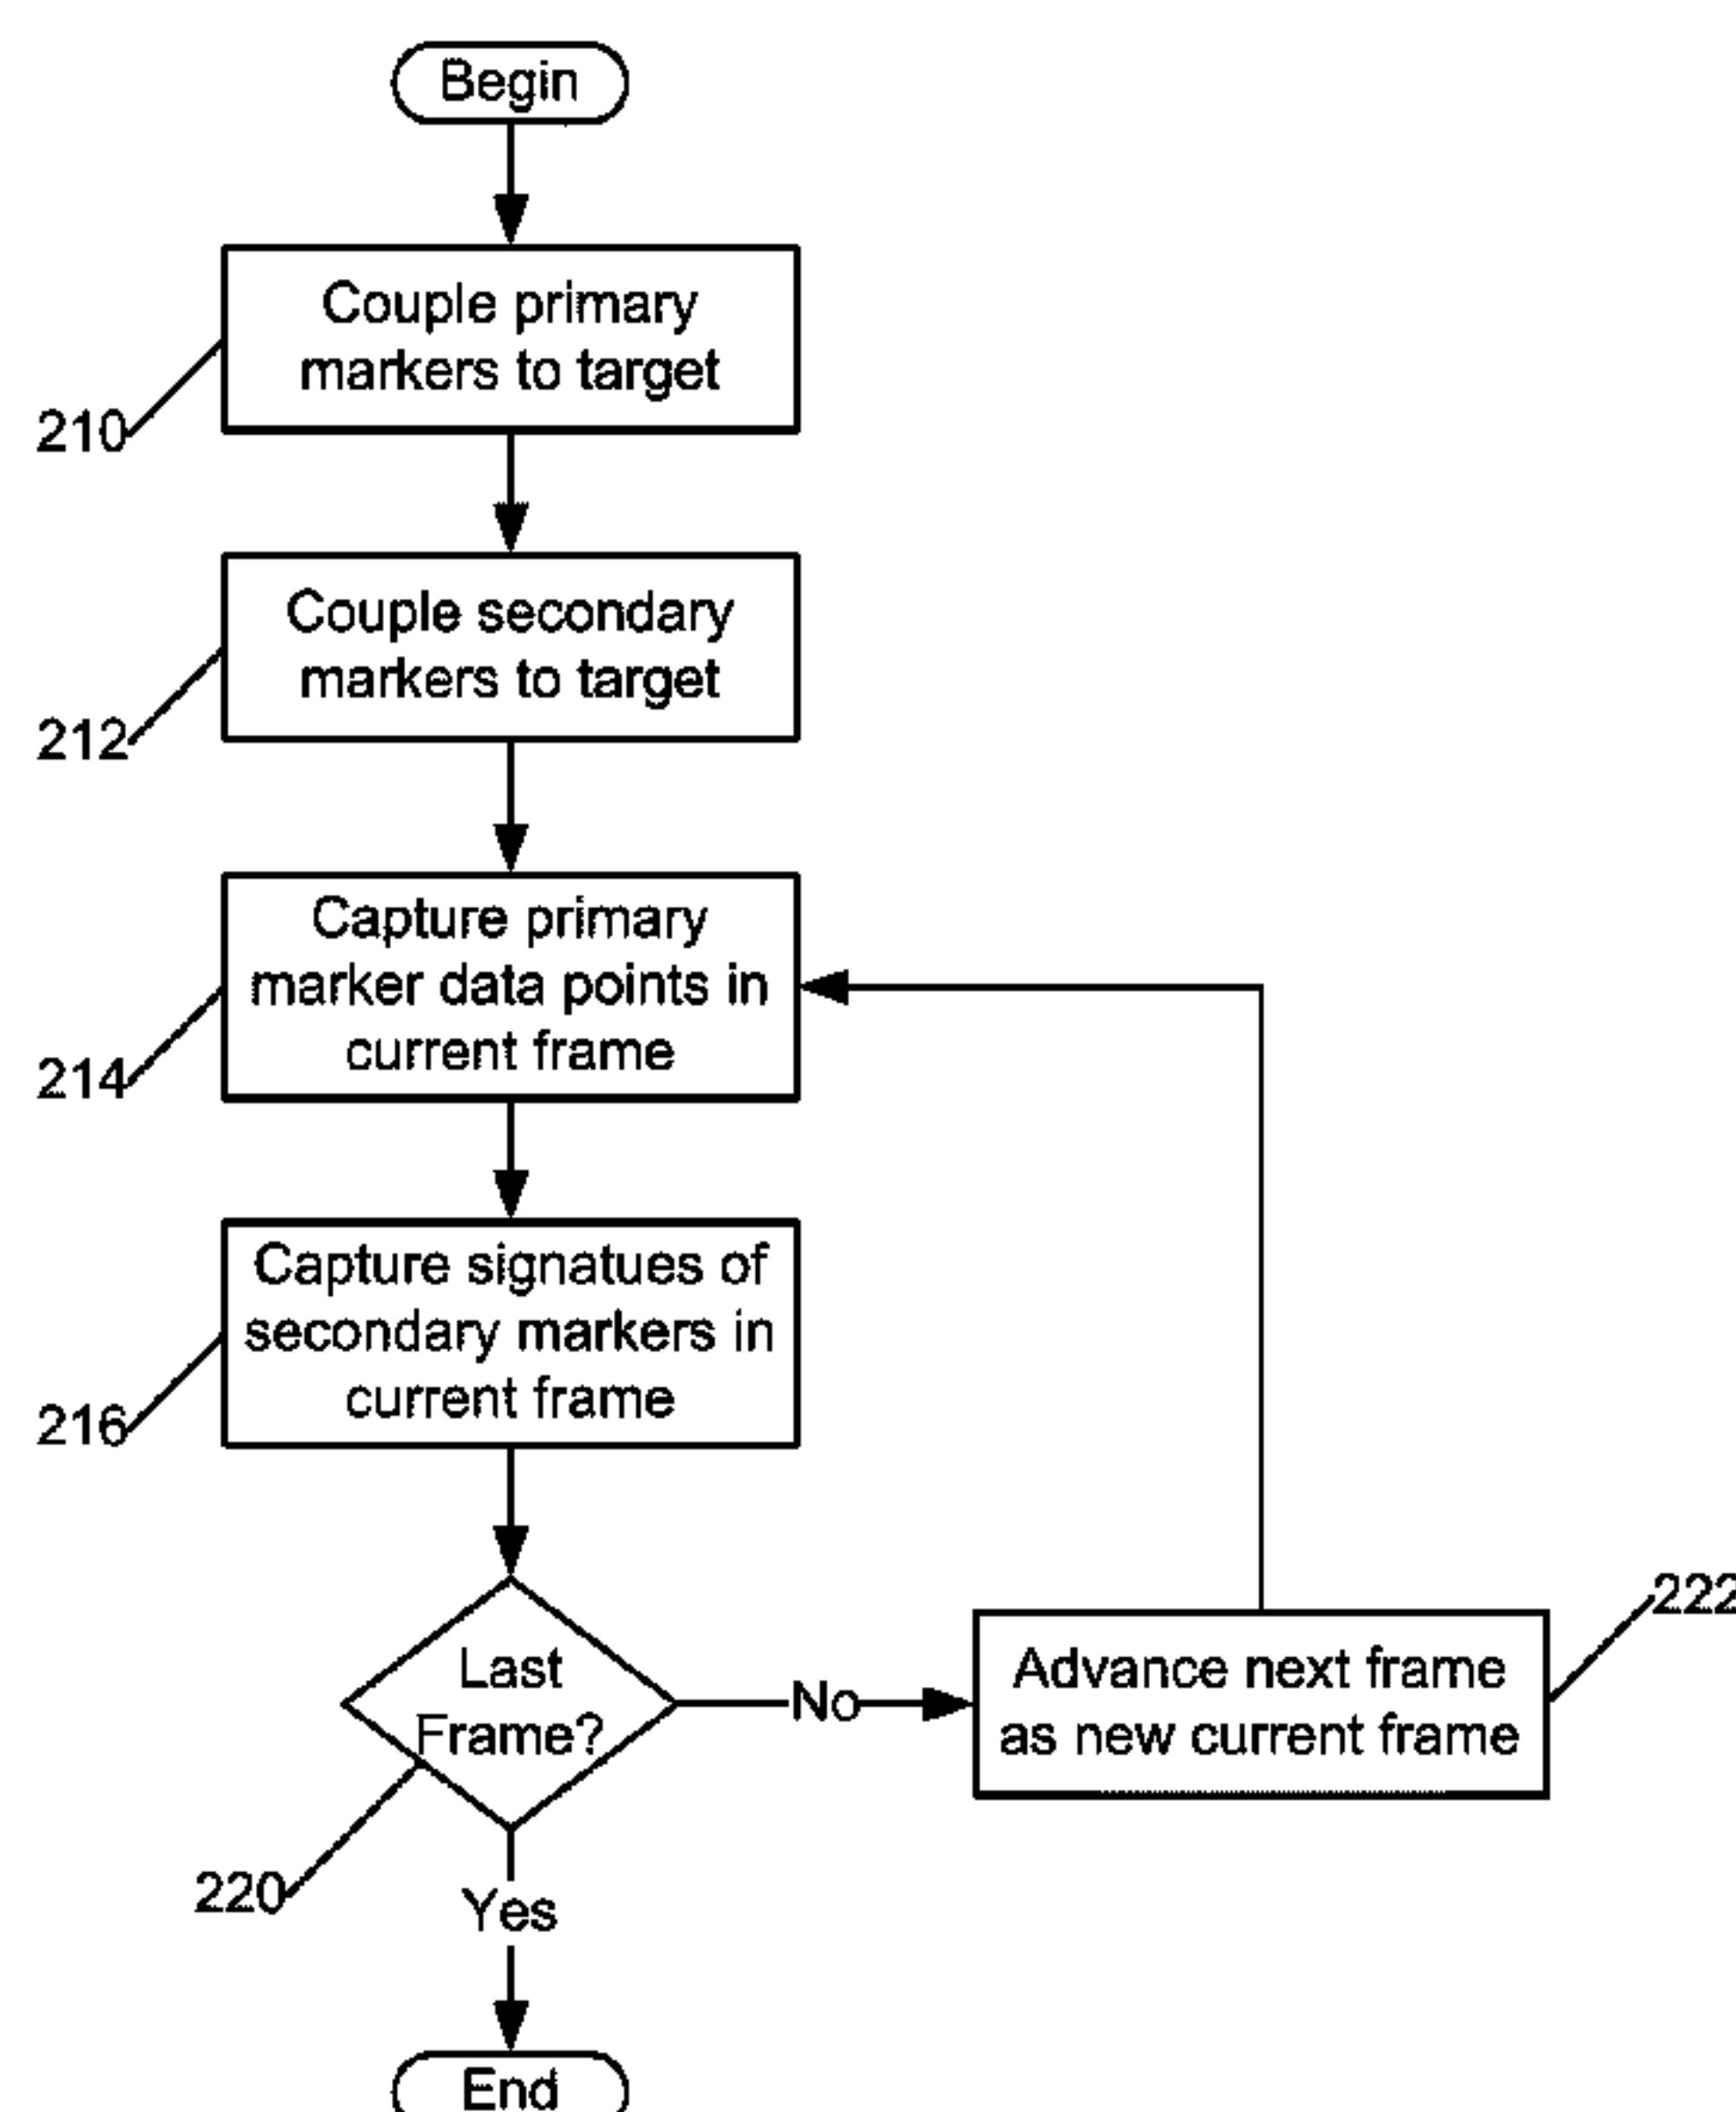 Begin
Couple primary
markers to target
210
Couple secondary
markers to target
212
Capture primary
marker data points in
current frame
214
Capture signatues of
secondary markers in
current frame
216
Last
Frame?
220
No
Advance next frame
as new current frame
222
Yes
End